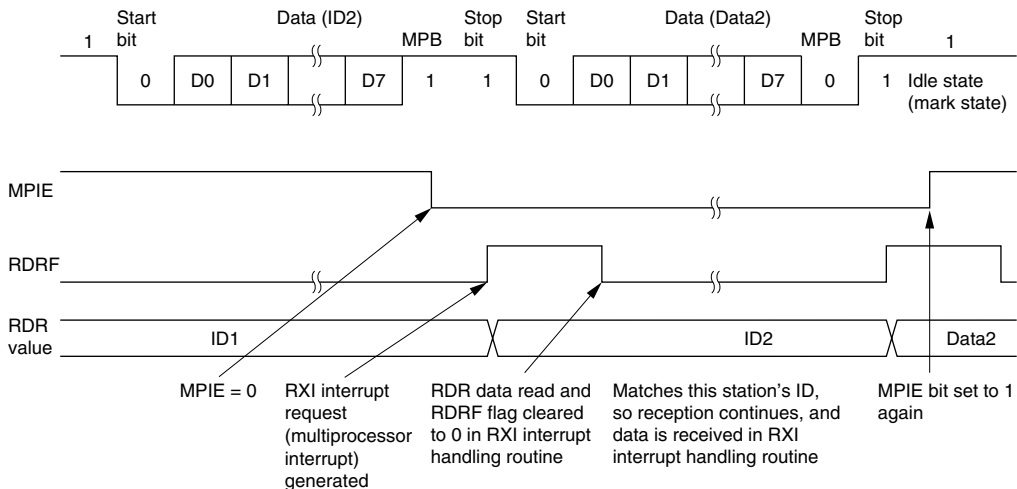 Start bit Data (ID2) Stop bit Start bit Data (Data2) Stop bit
1 MPB MPB 1
0 D0 D1 D7 1 1 0 D0 D1 D7 0 1 Idle state (mark state)
MPIE
RDRF
RDR value
ID1 ID2 Data2
MPIE = 0
RXI interrupt
request
(multiprocessor
interrupt)
generated
RDR data read and
RDRF flag cleared
to 0 in RXI interrupt
handling routine
Matches this station's ID,
so reception continues, and
data is received in RXI
interrupt handling routine
MPIE bit set to 1
again